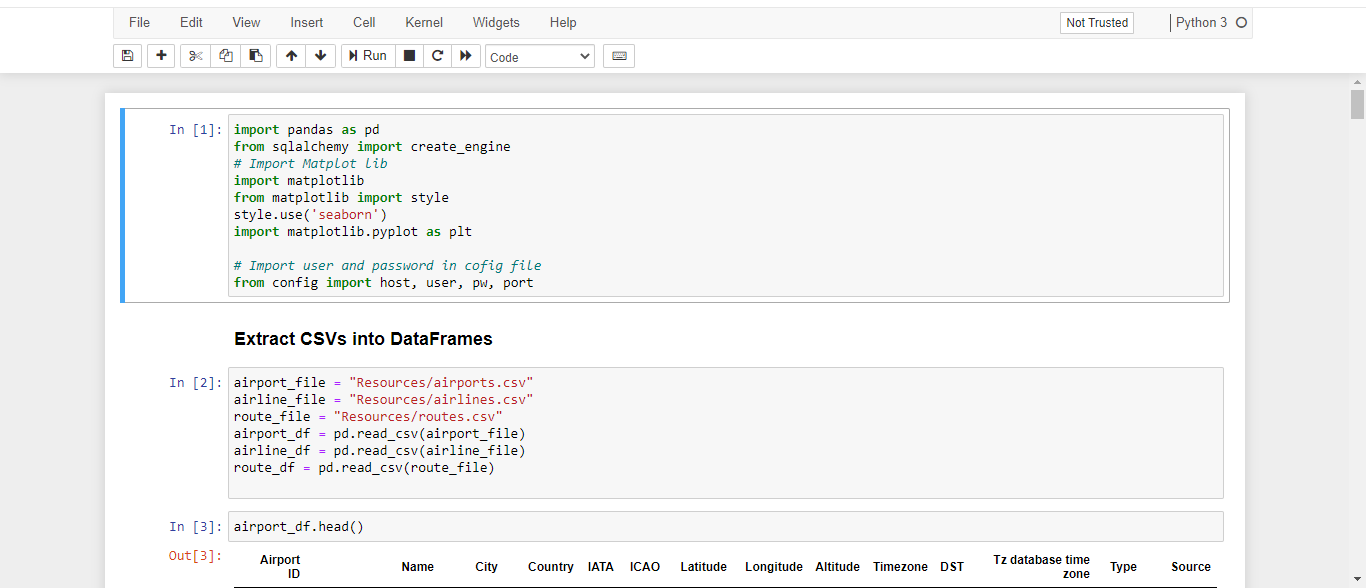 File Edit View Insert Cell Kernel Widgets Help Not Trusted Python 3
Run Code
In [1]: import pandas as pd
from sqlalchemy import create_engine
# Import Matplot lib
import matplotlib
from matplotlib import style
style.use('seaborn')
import matplotlib.pyplot as plt
# Import user and password in cofig file
from config import host, user, pw, port
Extract CSVs into DataFrames
In [2]: airport_file = "Resources/airports.csv"
airline_file = "Resources/airlines.csv"
route_file = "Resources/routes.csv"
airport_df = pd.read_csv(airport_file)
airline_df = pd.read_csv(airline_file)
route_df = pd.read_csv(route_file)
In [3]: airport_df.head()
Out[3]: Airport ID Name City Country IATA ICAO Latitude Longitude Altitude Timezone DST Tz database time zone Type Source